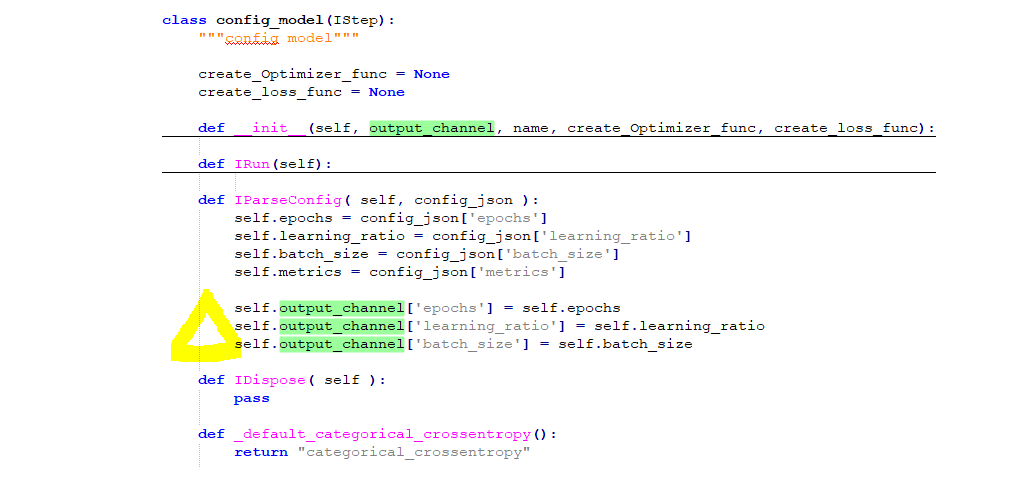 class config_model(IStep):
"""config model"""
create_Optimizer_func = None
create_loss_func = None
def __init__(self, output_channel, name, create_Optimizer_func, create_loss_func):
def IRun(self):
def IParseConfig( self, config_json ):
self.epochs = config_json['epochs']
self.learning_ratio = config_json['learning_ratio']
self.batch_size = config_json['batch_size']
self.metrics = config_json['metrics']
self.output_channel['epochs'] = self.epochs
self.output_channel['learning_ratio'] = self.learning_ratio
self.output_channel['batch_size'] = self.batch_size
def IDispose( self ):
pass
def _default_categorical_crossentropy():
return "categorical_crossentropy"